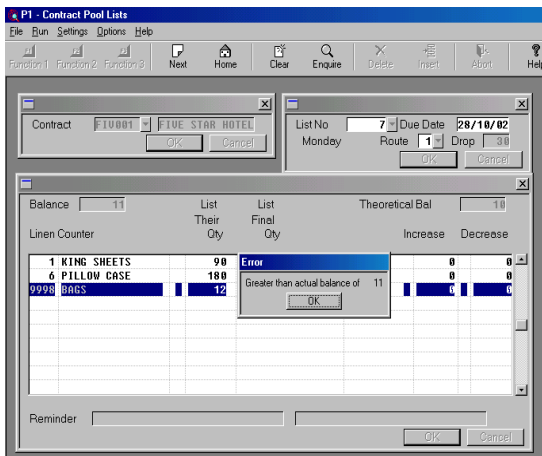 P1 - Contract Pool Lists
File Run Settings Options Help
Function 1 Function 2 Function 3 Next Home Clear Enquire Delete Insert Abort Help
Contract FIV001 FIVE STAR HOTEL
OK Cancel
List No 7 Due Date 28/10/02
Monday Route 1 Drop 30
OK Cancel
Balance 11 List List Theoretical Bal 10
Their Final
Linen Counter Qty Qty Increase Decrease
1 KING SHEETS 90 0 0
6 PILLOW CASE 180 0 0
9998 BAGS 12 0 0
Error
Greater than actual balance of 11
OK
Reminder
OK Cancel